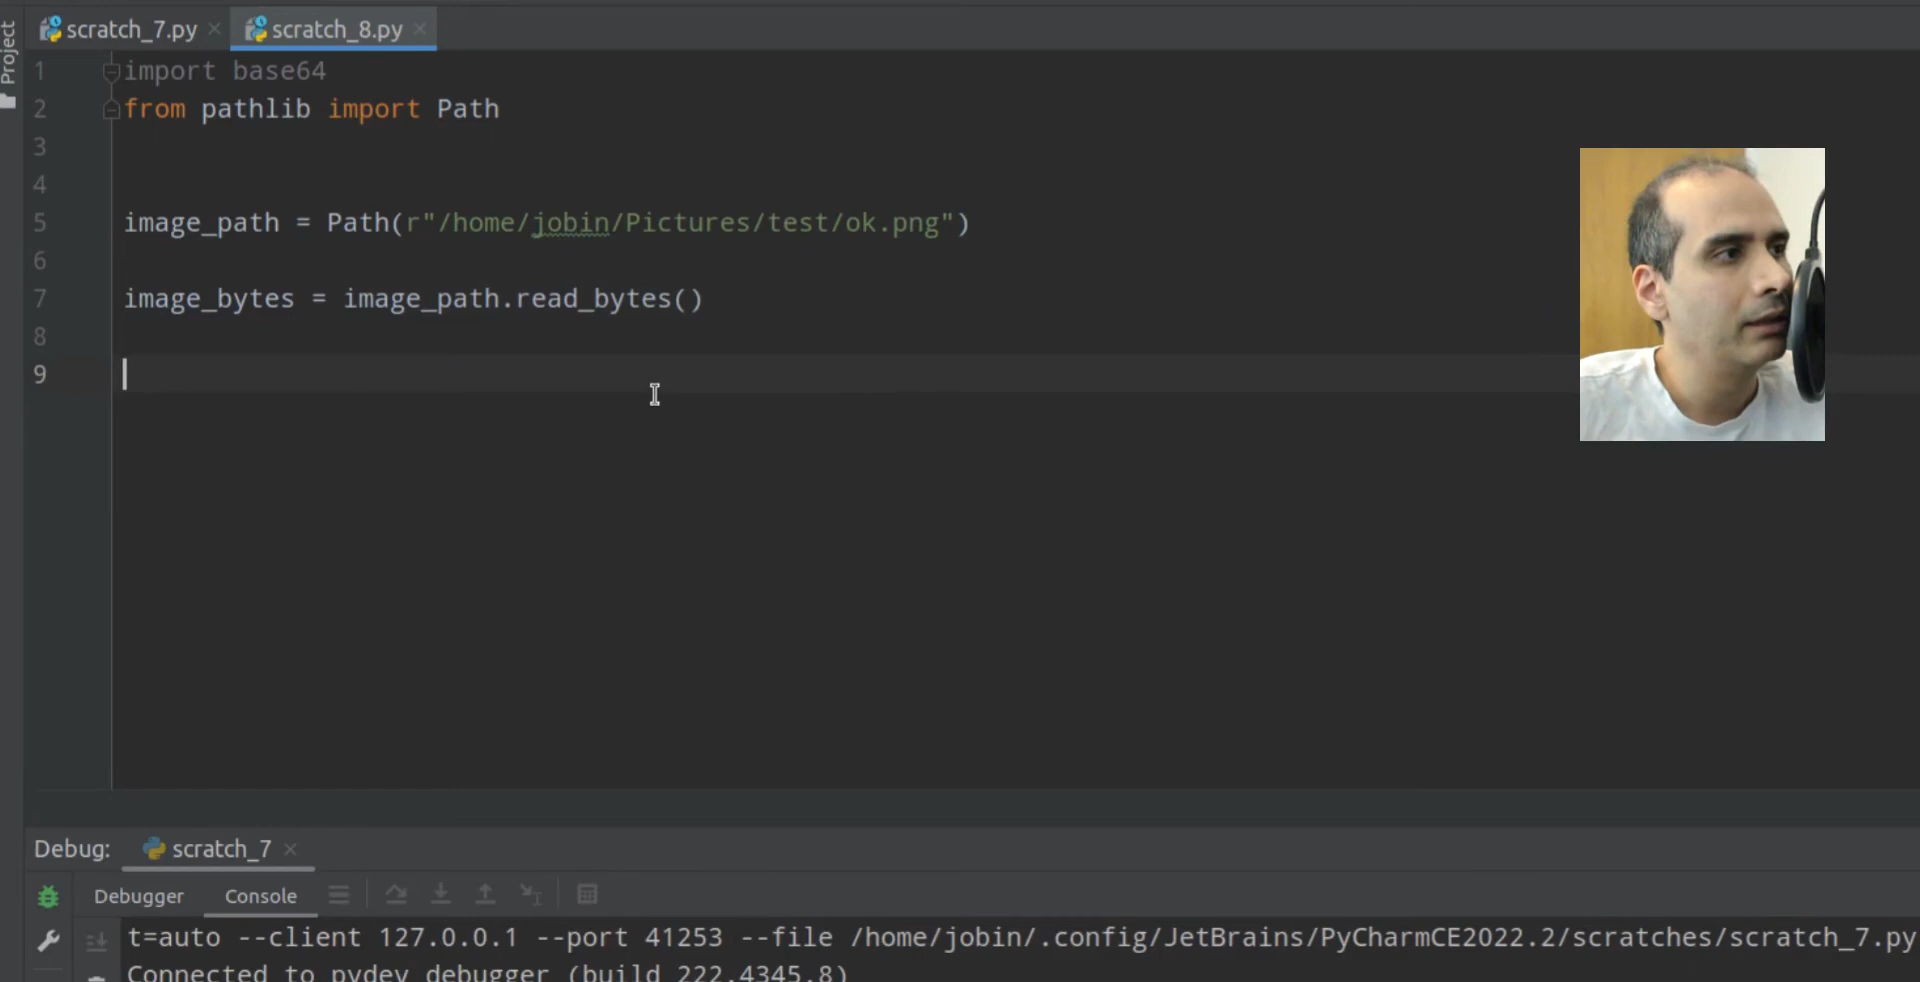 Project
scratch_7.py
scratch_8.py
1 import base64
2 from pathlib import Path
3
4
5 image_path = Path(r"/home/jobin/Pictures/test/ok.png")
6
7 image_bytes = image_path.read_bytes()
8
9
Debug: scratch_7
Debugger Console
t=auto --client 127.0.0.1 --port 41253 --file /home/jobin/.config/JetBrains/PyCharmCE2022.2/scratches/scratch_7.py
Connected to pydev debugger (build 222.4345.8)